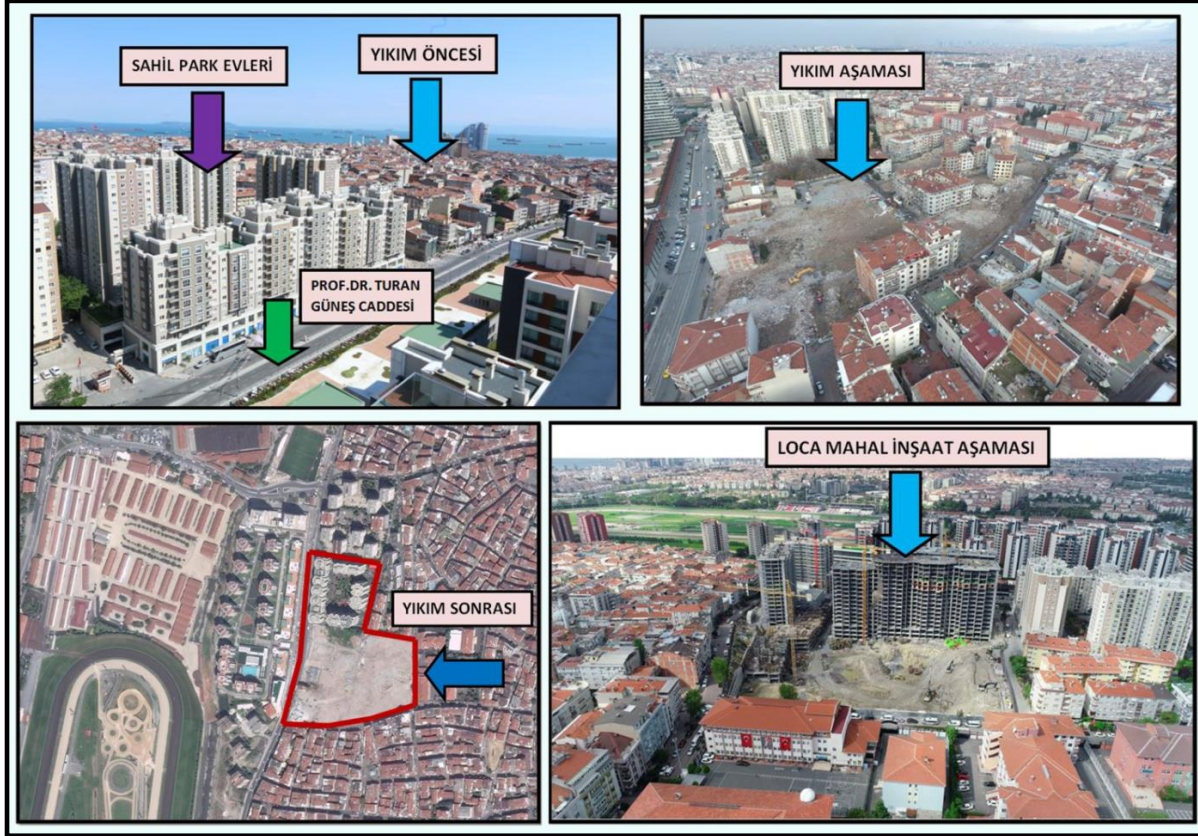 SAHİL PARK EVLERİ
YIKIM ÖNCESİ
PROF.DR. TURAN
GÜNEŞ CADDESİ
YIKIM AŞAMASI
YIKIM SONRASI
LOCA MAHAL İNŞAAT AŞAMASI